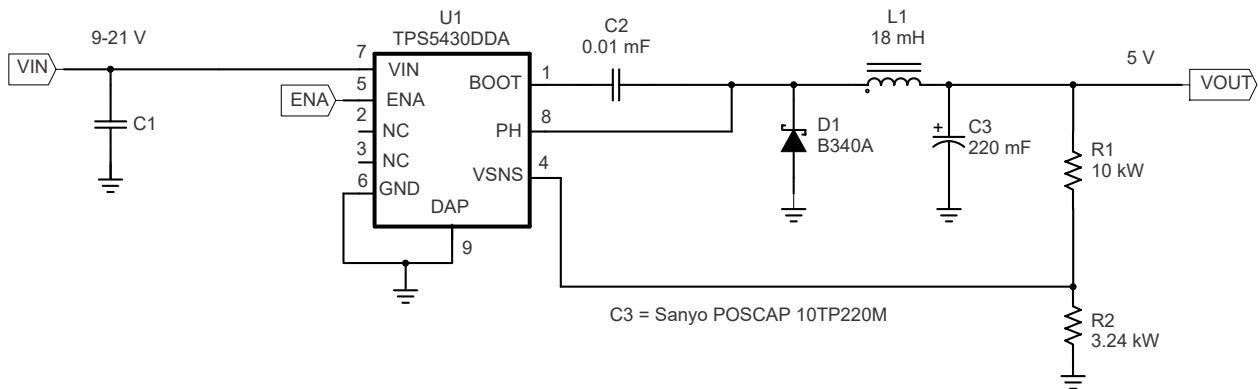 U1
TPS5430DDA
9-21 V
VIN
C1
ENA
7
5
2
3
6
VIN
ENA
NC
NC
GND
BOOT
PH
VSNS
DAP
1
8
4
9
C2
0.01 mF
L1
18 mH
D1
B340A
+
C3
220 mF
5 V
VOUT
R1
10 kW
R2
3.24 kW
C3 = Sanyo POSCAP 10TP220M